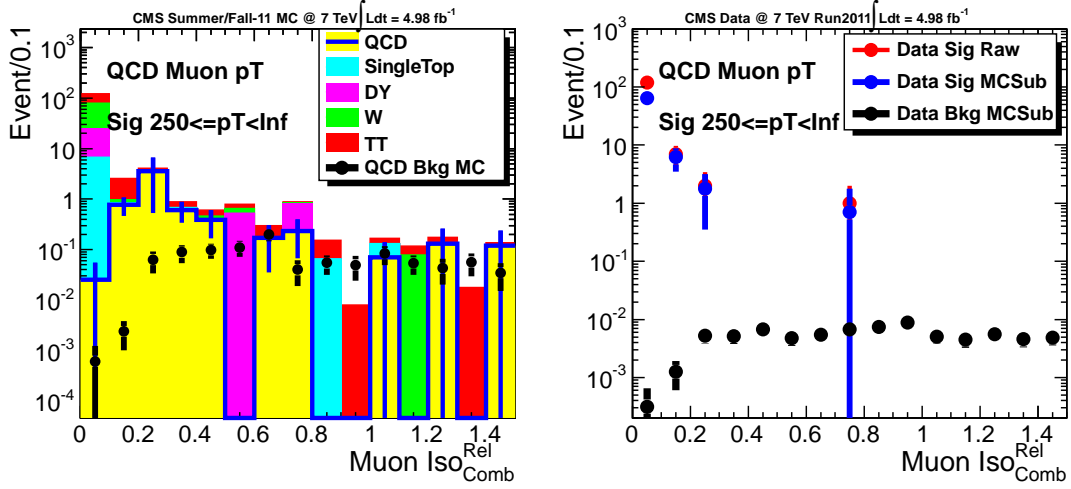 CMS Summer/Fall-11 MC @ 7 TeV ∫ Ldt = 4.98 fb⁻¹
Event/0.1
10³
10²
10
1
10⁻¹
10⁻²
10⁻³
10⁻⁴
QCD Muon pT
Sig 250<=pT<Inf
QCD
SingleTop
DY
W
TT
QCD Bkg MC
0 0.2 0.4 0.6 0.8 1 1.2 1.4
Muon Iso^Rel_Comb
CMS Data @ 7 TeV Run2011 ∫ Ldt = 4.98 fb⁻¹
Event/0.1
10³
10²
10
1
10⁻¹
10⁻²
10⁻³
QCD Muon pT
Sig 250<=pT<Inf
Data Sig Raw
Data Sig MCSub
Data Bkg MCSub
0 0.2 0.4 0.6 0.8 1 1.2 1.4
Muon Iso^Rel_Comb